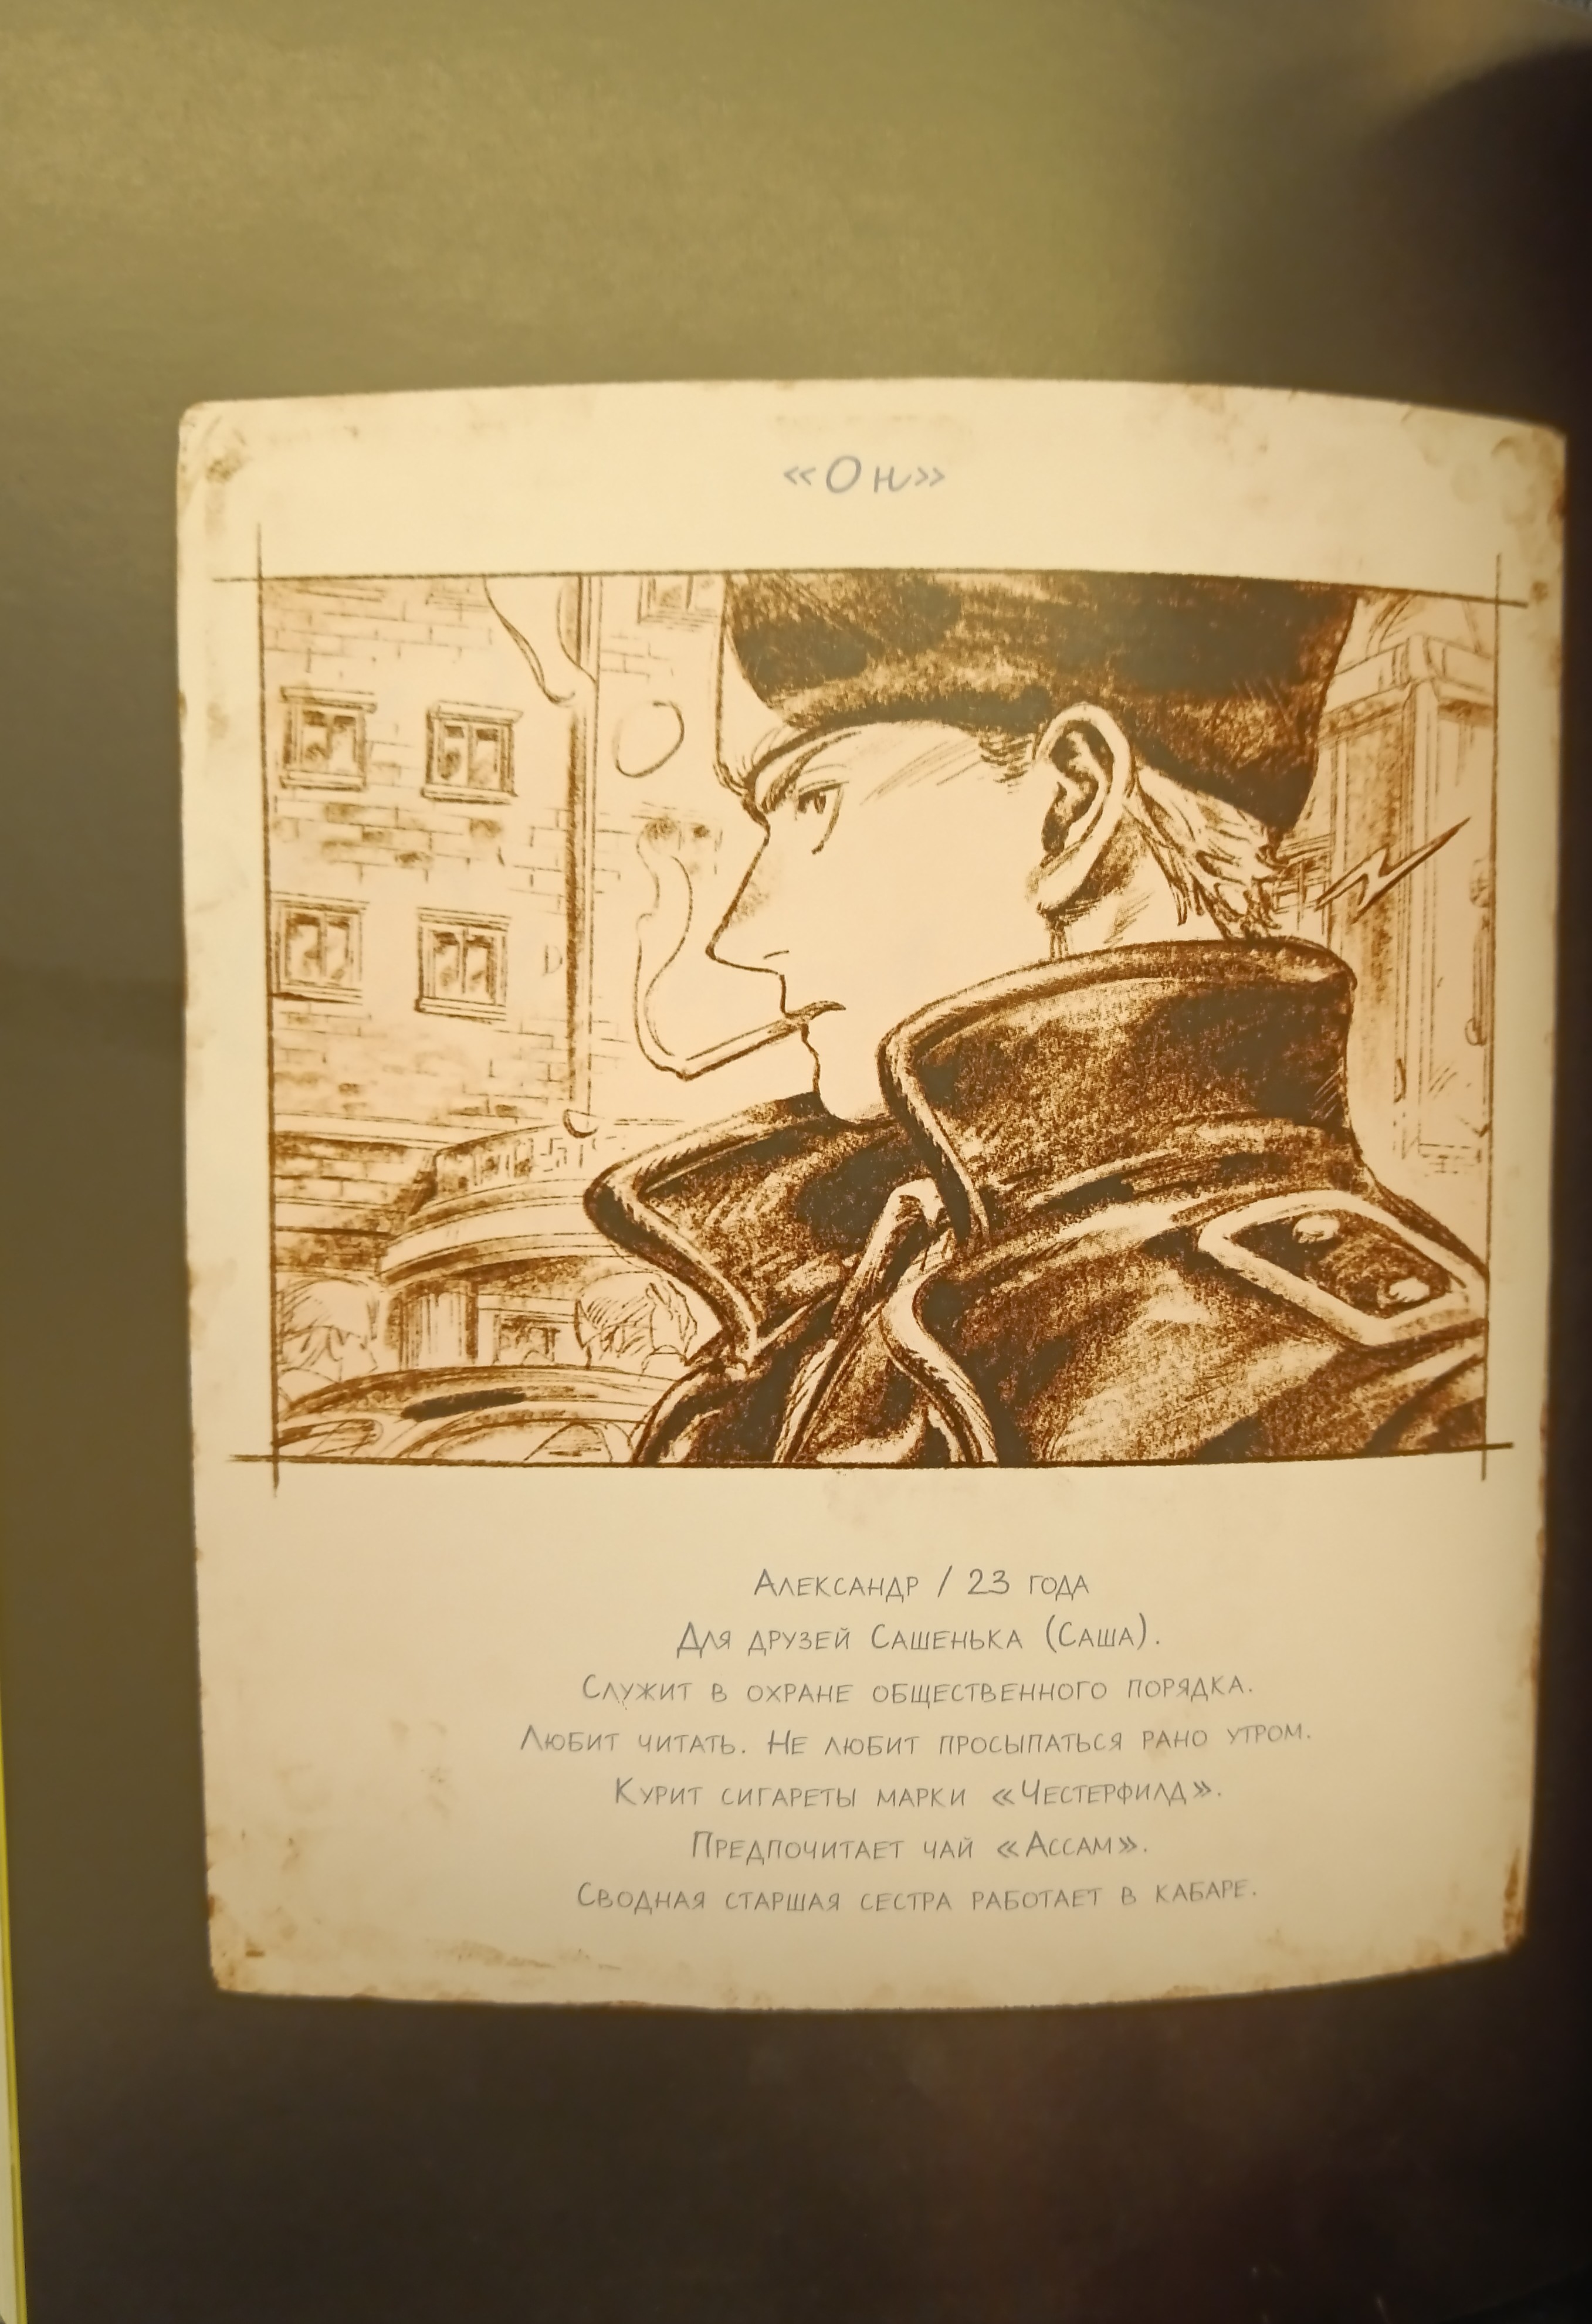 «Он»
Александр / 23 года
Для друзей Сашенька (Саша).
Служит в охране общественного порядка.
Любит читать. Не любит просыпаться рано утром.
Курит сигареты марки «Честерфилд».
Предпочитает чай «Ассам».
Сводная старшая сестра работает в кабаре.